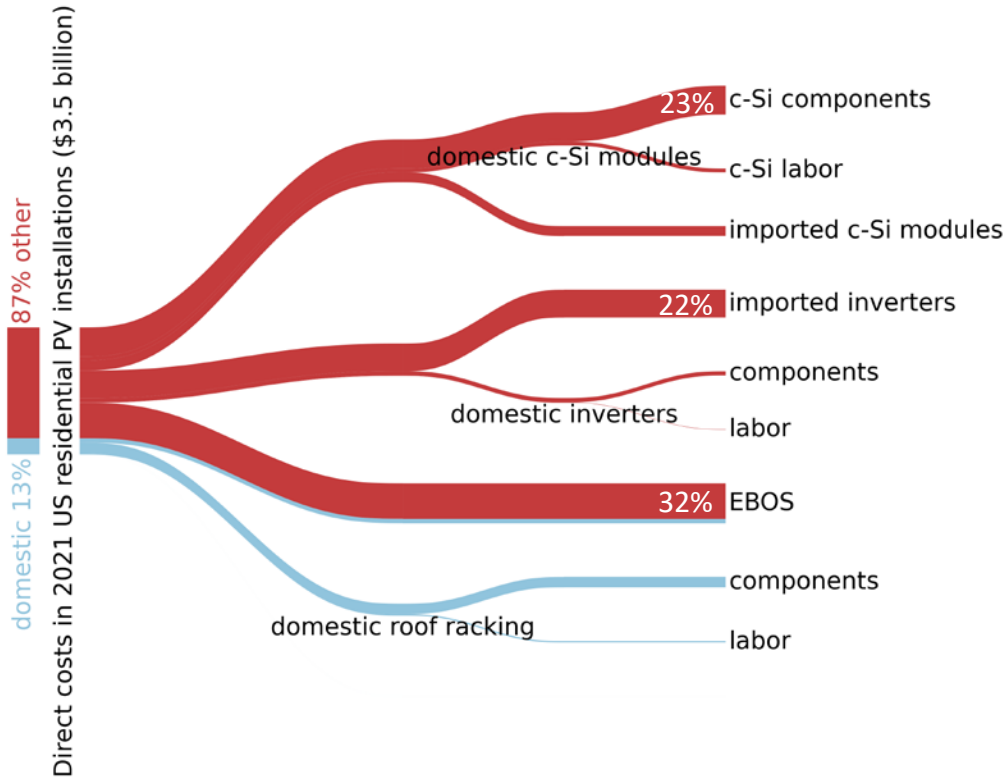 87% other
domestic 13%
Direct costs in 2021 US residential PV installations ($3.5 billion)
23% c-Si components
domestic c-Si modules
c-Si labor
imported c-Si modules
22% imported inverters
components
domestic inverters
labor
32% EBOS
components
domestic roof racking
labor